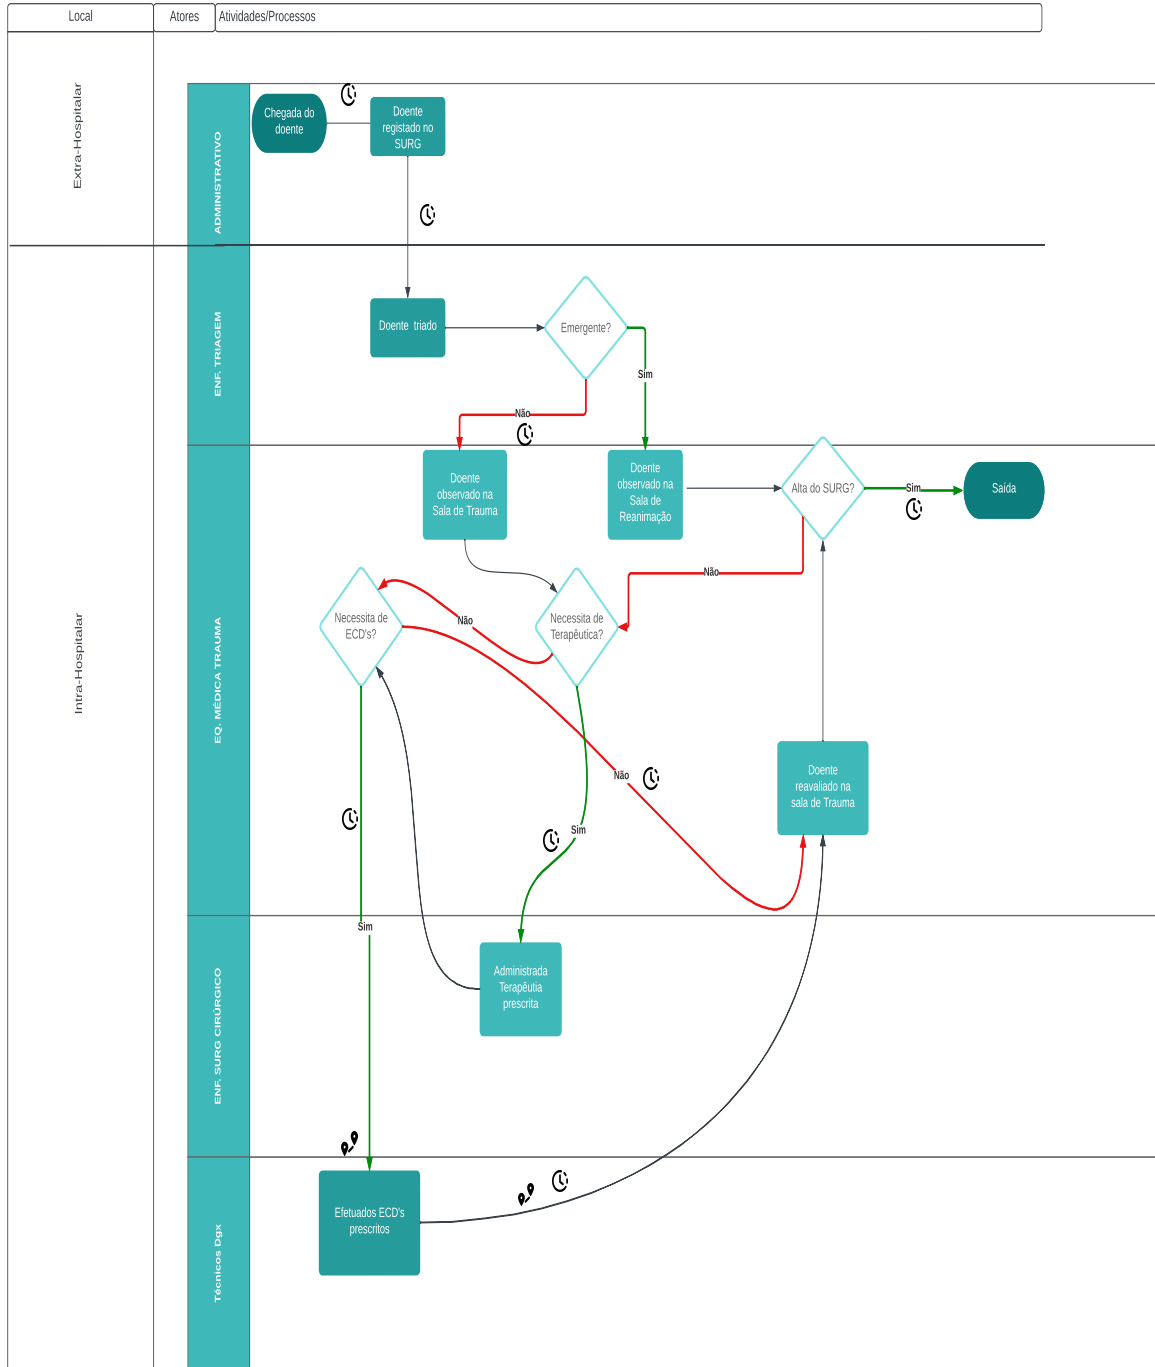 Local
Atores
Atividades/Processos
Extra-Hospitalar
ADMINISTRATIVO
Chegada do
doente
Doente
registado no
SURG
Intra-Hospitalar
ENF. TRIAGEM
Doente  triado
Emergente?
Sim
Não
EQ. MÉDICA TRAUMA
Doente
observado na
Sala de Trauma
Doente
observado na
Sala de
Reanimação
Alta do SURG?
Sim
Saída
Não
Necessita de
ECD's?
Não
Necessita de
Terapêutica?
Não
Doente
reavaliado na
sala de Trauma
Sim
Sim
ENF. SURG CIRÚRGICO
Administrada
Terapêutia
prescrita
Técnicos Dgx
Efetuados ECD's
prescritos